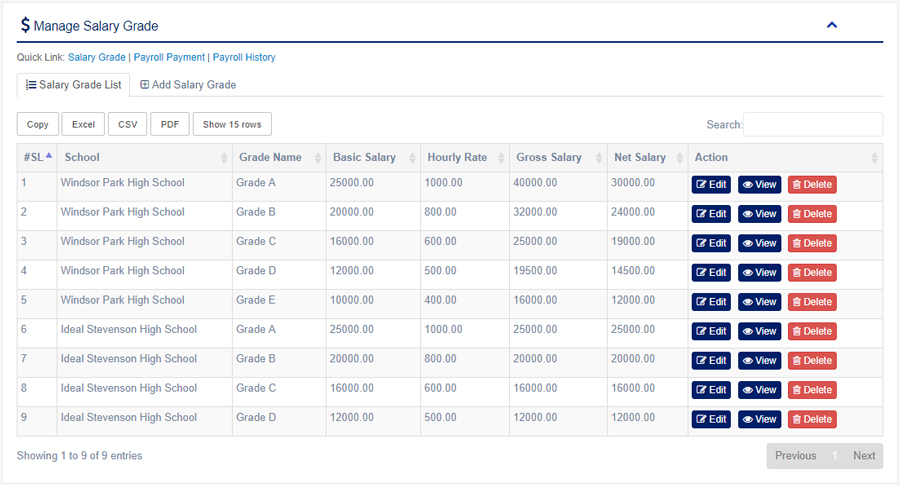 $ Manage Salary Grade
Quick Link: Salary Grade | Payroll Payment | Payroll History
Salary Grade List Add Salary Grade
Copy Excel CSV PDF Show 15 rows Search:
#SL School Grade Name Basic Salary Hourly Rate Gross Salary Net Salary Action
1 Windsor Park High School Grade A 25000.00 1000.00 40000.00 30000.00 Edit View Delete
2 Windsor Park High School Grade B 20000.00 800.00 32000.00 24000.00 Edit View Delete
3 Windsor Park High School Grade C 16000.00 600.00 25000.00 19000.00 Edit View Delete
4 Windsor Park High School Grade D 12000.00 500.00 19500.00 14500.00 Edit View Delete
5 Windsor Park High School Grade E 10000.00 400.00 16000.00 12000.00 Edit View Delete
6 Ideal Stevenson High School Grade A 25000.00 1000.00 25000.00 25000.00 Edit View Delete
7 Ideal Stevenson High School Grade B 20000.00 800.00 20000.00 20000.00 Edit View Delete
8 Ideal Stevenson High School Grade C 16000.00 600.00 16000.00 16000.00 Edit View Delete
9 Ideal Stevenson High School Grade D 12000.00 500.00 12000.00 12000.00 Edit View Delete
Showing 1 to 9 of 9 entries Previous 1 Next